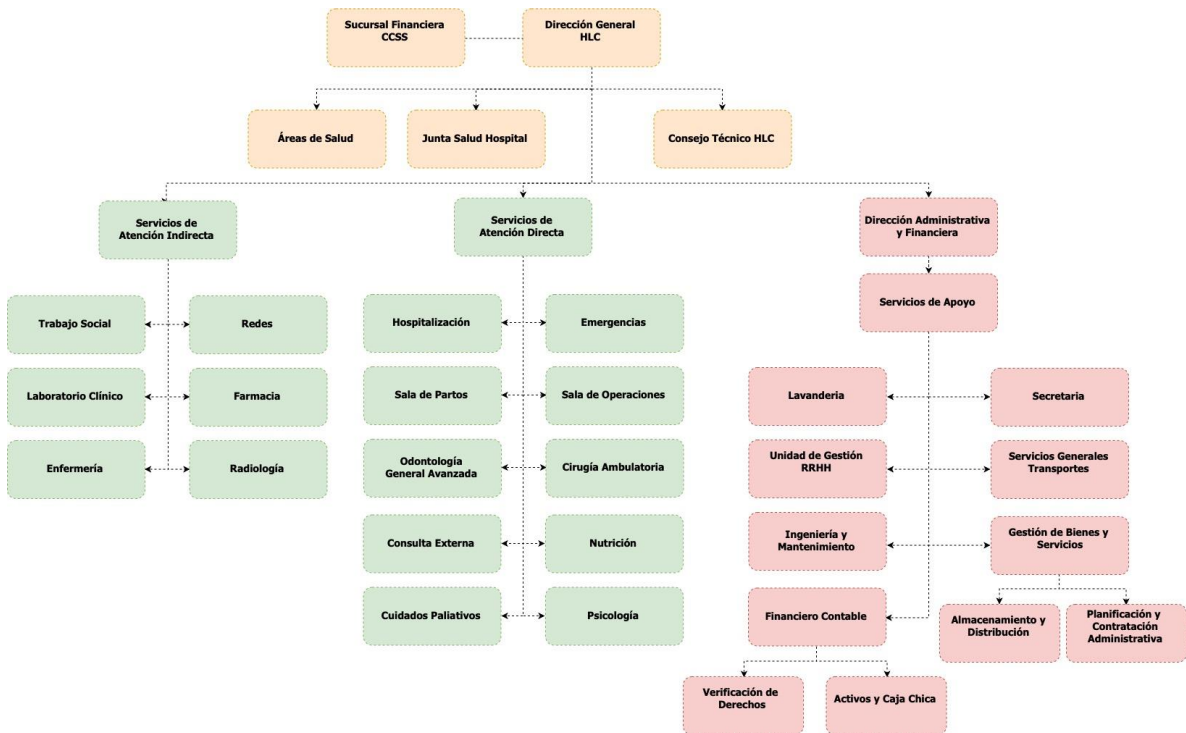 Sucursal Financiera
CCSS
Dirección General
HLC
Áreas de Salud
Junta Salud Hospital
Consejo Técnico HLC
Servicios de
Atención Indirecta
Servicios de
Atención Directa
Dirección Administrativa
y Financiera
Servicios de Apoyo
Trabajo Social
Redes
Laboratorio Clínico
Farmacia
Enfermería
Radiología
Hospitalización
Emergencias
Sala de Partos
Sala de Operaciones
Odontología
General Avanzada
Cirugía Ambulatoria
Consulta Externa
Nutrición
Cuidados Paliativos
Psicología
Lavanderia
Secretaria
Unidad de Gestión
RRHH
Servicios Generales
Transportes
Ingeniería y
Mantenimiento
Gestión de Bienes y
Servicios
Financiero Contable
Almacenamiento y
Distribución
Planificación y
Contratación
Administrativa
Verificación de
Derechos
Activos y Caja Chica